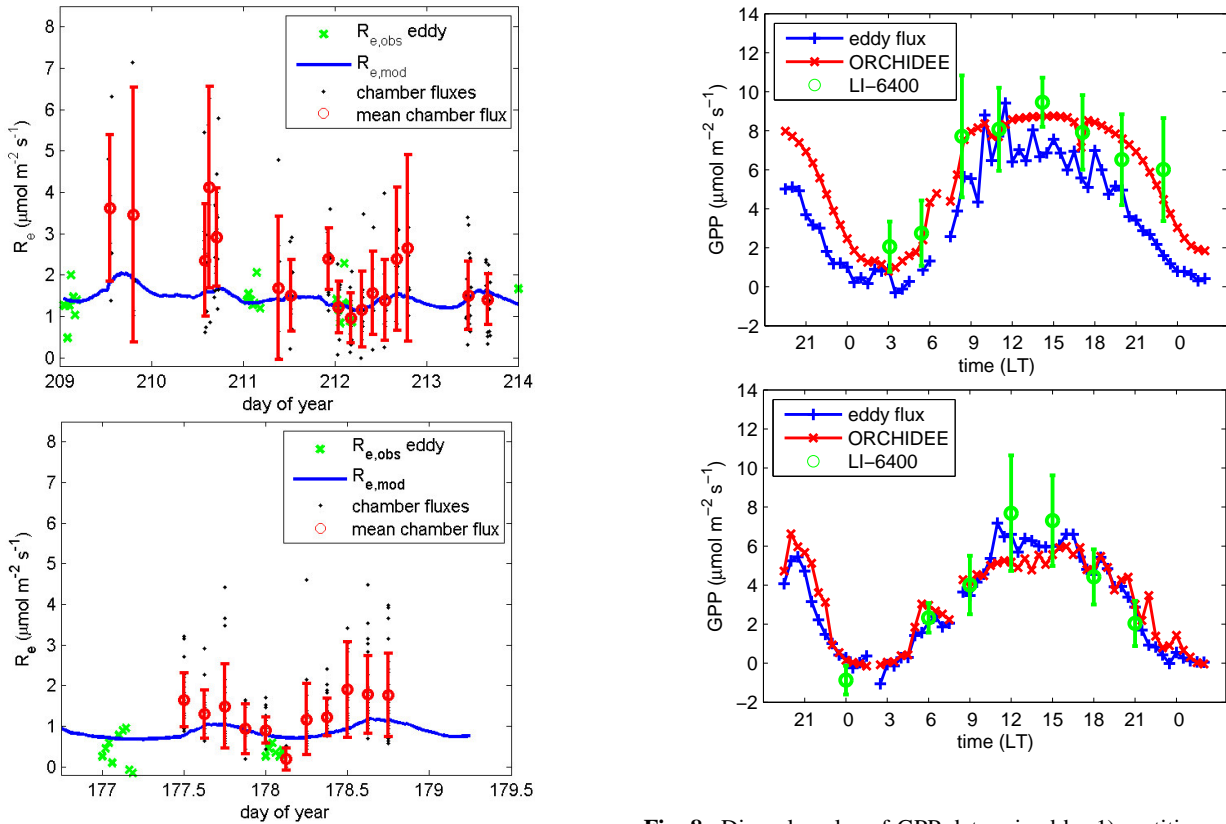 8
7
6
5
4
3
2
1
0
R_e (μmol m⁻² s⁻¹)
R_e,obs eddy
R_e,mod
chamber fluxes
mean chamber flux
209 210 211 212 213 214
day of year
8
7
6
5
4
3
2
1
0
R_e (μmol m⁻² s⁻¹)
R_e,obs eddy
R_e,mod
chamber fluxes
mean chamber flux
177 177.5 178 178.5 179 179.5
day of year
14
12
10
8
6
4
2
0
−2
GPP (μmol m⁻² s⁻¹)
eddy flux
ORCHIDEE
LI−6400
21 0 3 6 9 12 15 18 21 0
time (LT)
14
12
10
8
6
4
2
0
−2
GPP (μmol m⁻² s⁻¹)
eddy flux
ORCHIDEE
LI−6400
21 0 3 6 9 12 15 18 21 0
time (LT)